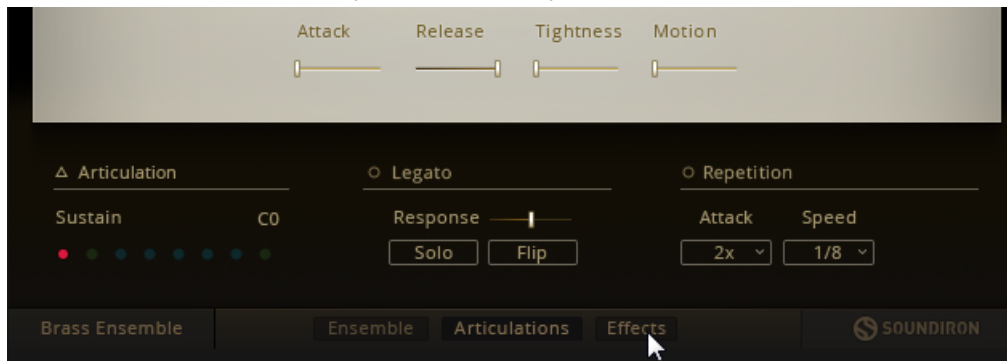 Attack Release Tightness Motion
Articulation Legato Repetition
Sustain C0 Response Attack Speed
Solo Flip 2x 1/8
Brass Ensemble Ensemble Articulations Effects SOUNDIRON